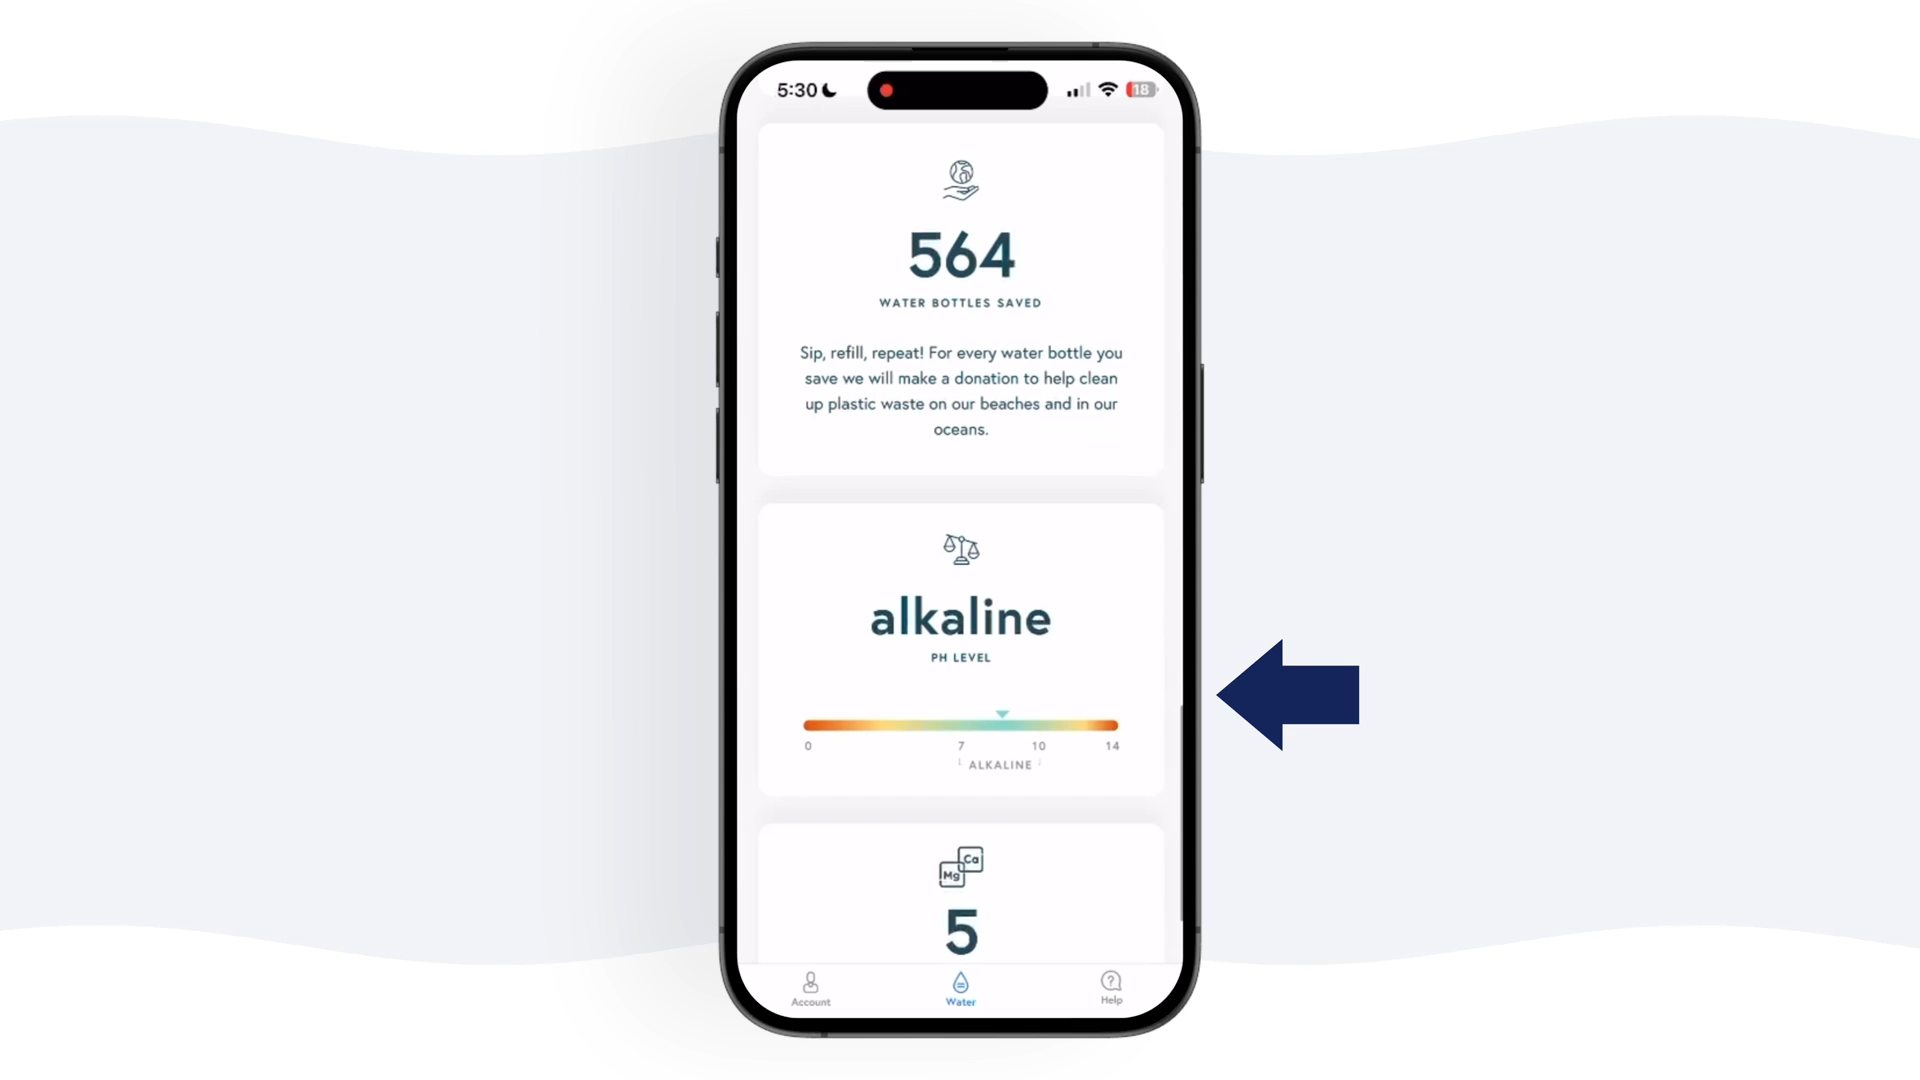 5:30
18
564
WATER BOTTLES SAVED
Sip, refill, repeat! For every water bottle you
save we will make a donation to help clean
up plastic waste on our beaches and in our
oceans.
alkaline
PH LEVEL
0 7 10 14
ALKALINE
Ca
Mg
5
Account Water Help